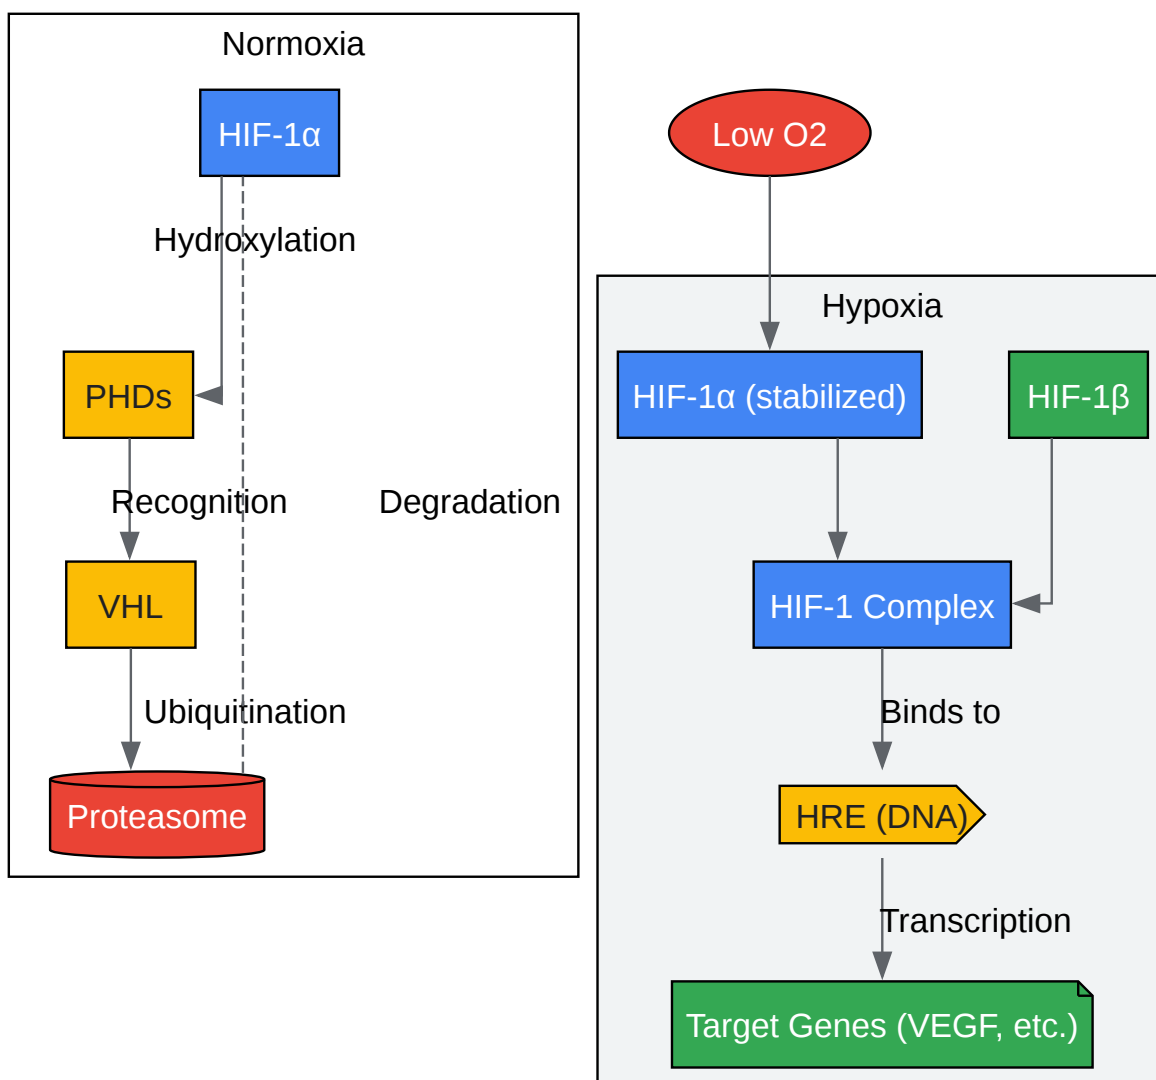 Normoxia
HIF-1α
Hydroxylation
PHDs
Recognition
Degradation
VHL
Ubiquitination
Proteasome
Low O2
Hypoxia
HIF-1α (stabilized)
HIF-1β
HIF-1 Complex
Binds to
HRE (DNA)
Transcription
Target Genes (VEGF, etc.)